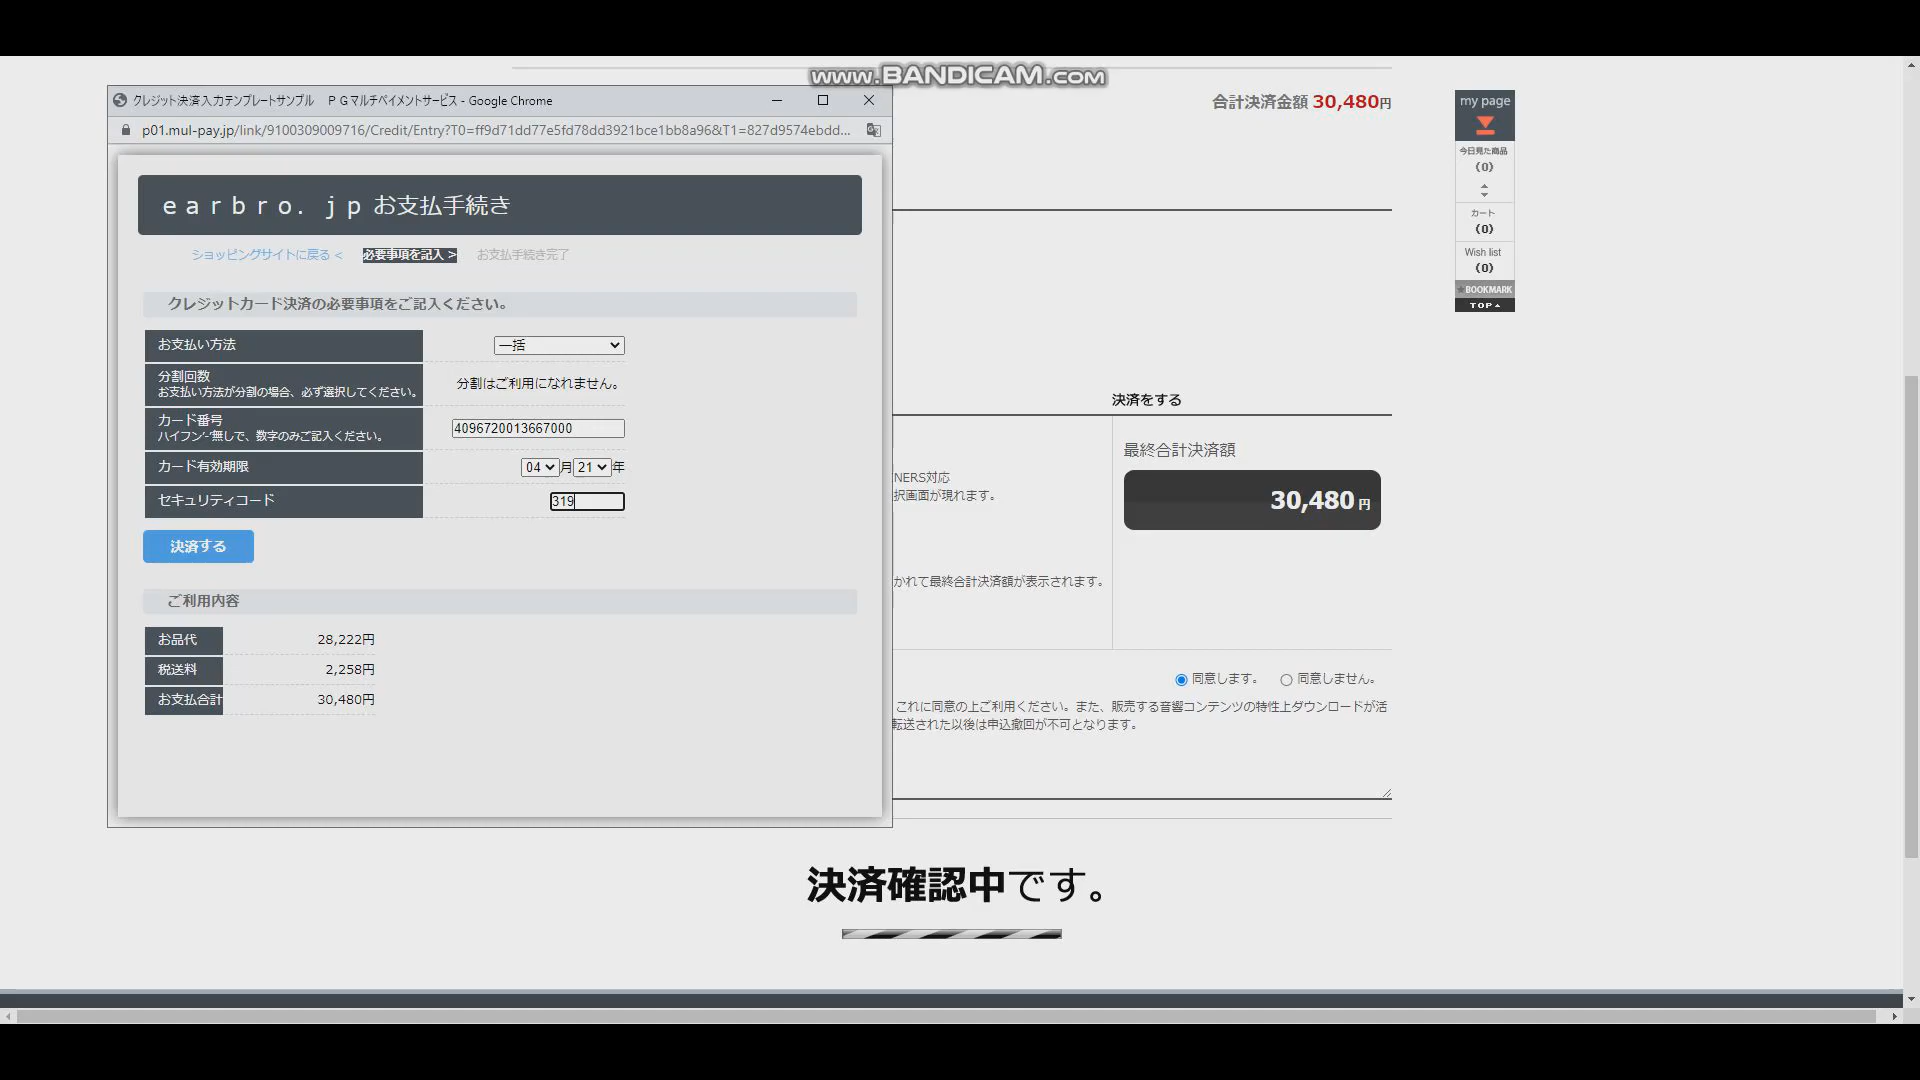 www.BANDICAM.com
クレジット決済入力テンプレートサンプル　ＰＧマルチペイメントサービス - Google Chrome
p01.mul-pay.jp/link/9100309009716/Credit/Entry?T0=ff9d71dd77e5fd78dd3921bce1bb8a96&T1=827d9574ebdd...
合計決済金額 30,480円
my page
今日見た商品
(0)
カート
(0)
Wish list
(0)
BOOKMARK
TOP
ｅａｒｂｒｏ．ｊｐ お支払手続き
ショッピングサイトに戻る <
必要事項を記入 >
お支払手続き完了
クレジットカード決済の必要事項をご記入ください。
お支払い方法
一括
分割回数
お支払い方法が分割の場合、必ず選択してください。
分割はご利用になれません。
カード番号
ハイフン'-'無しで、数字のみご記入ください。
4096720013667000
カード有効期限
04 月 21 年
セキュリティコード
319
決済する
ご利用内容
お品代 28,222円
税送料 2,258円
お支払合計 30,480円
決済をする
NERS対応
択画面が現れます。
かれて最終合計決済額が表示されます。
最終合計決済額
30,480 円
同意します。 同意しません。
これに同意の上ご利用ください。また、販売する音響コンテンツの特性上ダウンロードが活
転送された以後は申込撤回が不可となります。
決済確認中です。